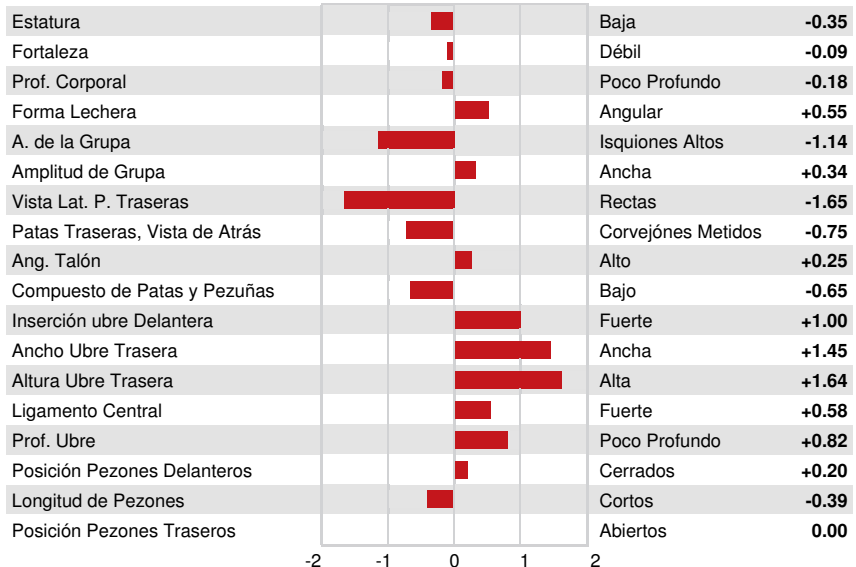 Estatura Baja -0.35
Fortaleza Débil -0.09
Prof. Corporal Poco Profundo -0.18
Forma Lechera Angular +0.55
A. de la Grupa Isquiones Altos -1.14
Amplitud de Grupa Ancha +0.34
Vista Lat. P. Traseras Rectas -1.65
Patas Traseras, Vista de Atrás Corvejónes Metidos -0.75
Ang. Talón Alto +0.25
Compuesto de Patas y Pezuñas Bajo -0.65
Inserción ubre Delantera Fuerte +1.00
Ancho Ubre Trasera Ancha +1.45
Altura Ubre Trasera Alta +1.64
Ligamento Central Fuerte +0.58
Prof. Ubre Poco Profundo +0.82
Posición Pezones Delanteros Cerrados +0.20
Longitud de Pezones Cortos -0.39
Posición Pezones Traseros Abiertos 0.00
-2 -1 0 1 2